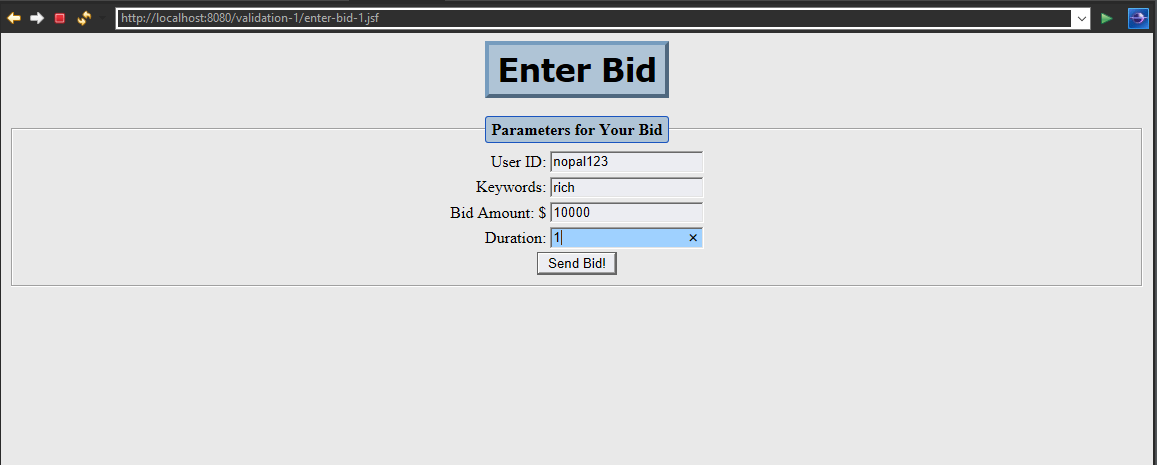 http://localhost:8080/validation-1/enter-bid-1.jsf
Enter Bid
Parameters for Your Bid
User ID: nopal123
Keywords: rich
Bid Amount: $ 10000
Duration: 1
Send Bid!